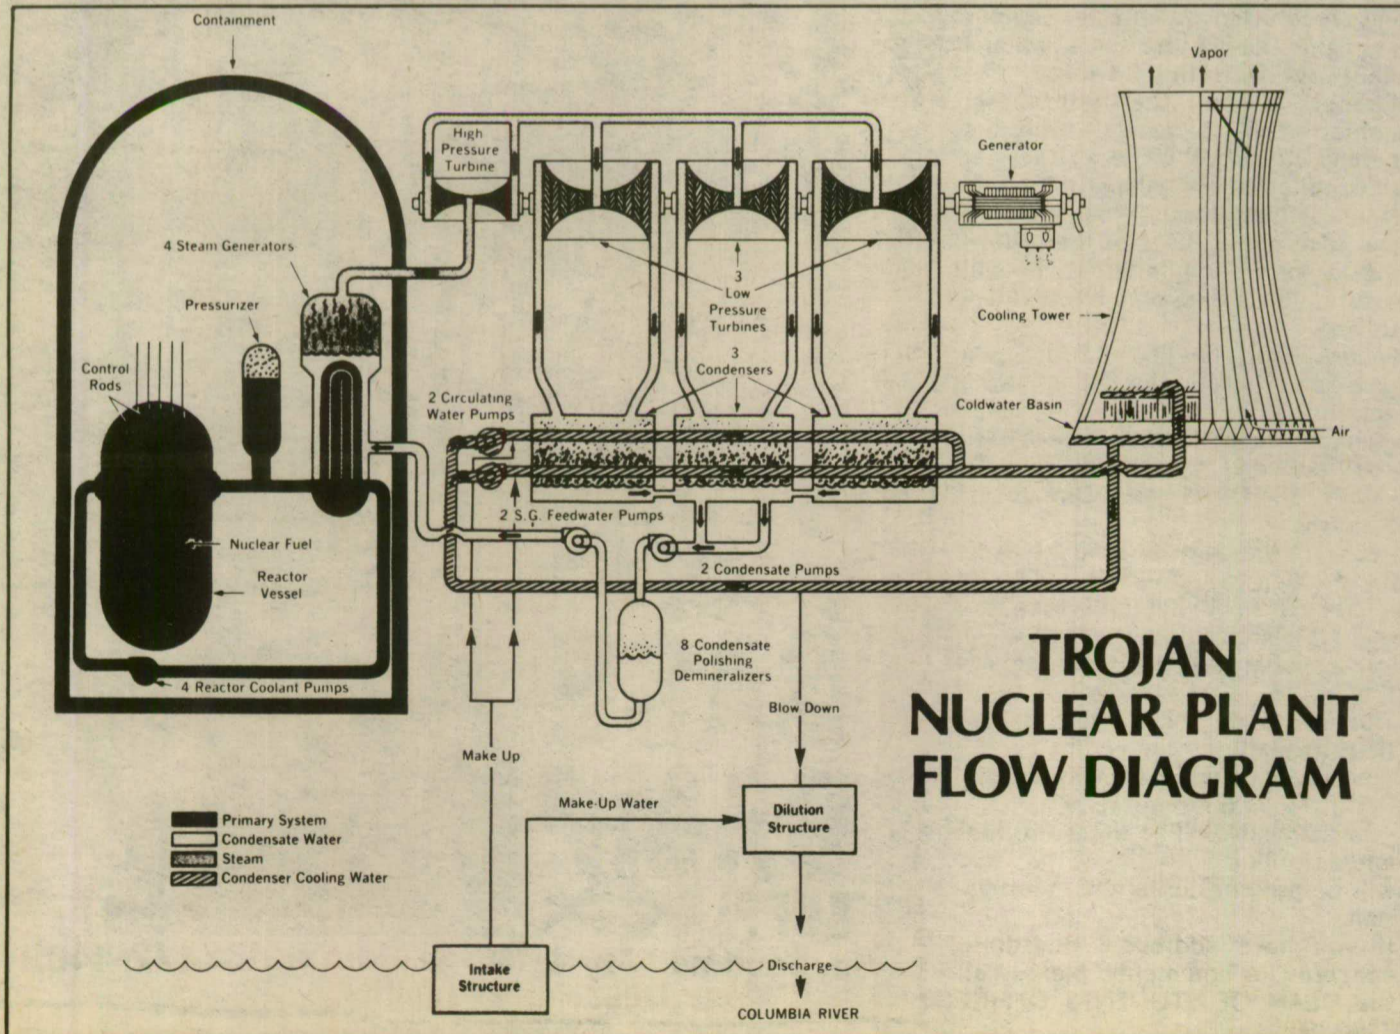 Containment
Vapor
High
Pressure
Turbine
Generator
4 Steam Generators
Pressurizer
Control
Rods
3
Low
Pressure
Turbines
Cooling Tower
3
Condensers
2 Circulating
Water Pumps
Coldwater Basin
Air
2 S.G. Feedwater Pumps
Nuclear Fuel
2 Condensate Pumps
Reactor
Vessel
8 Condensate
Polishing
Demineralizers
4 Reactor Coolant Pumps
TROJAN
NUCLEAR PLANT
FLOW DIAGRAM
Blow Down
Make Up
Make-Up Water
Dilution
Structure
Primary System
Condensate Water
Steam
Condenser Cooling Water
Intake
Structure
Discharge
COLUMBIA RIVER